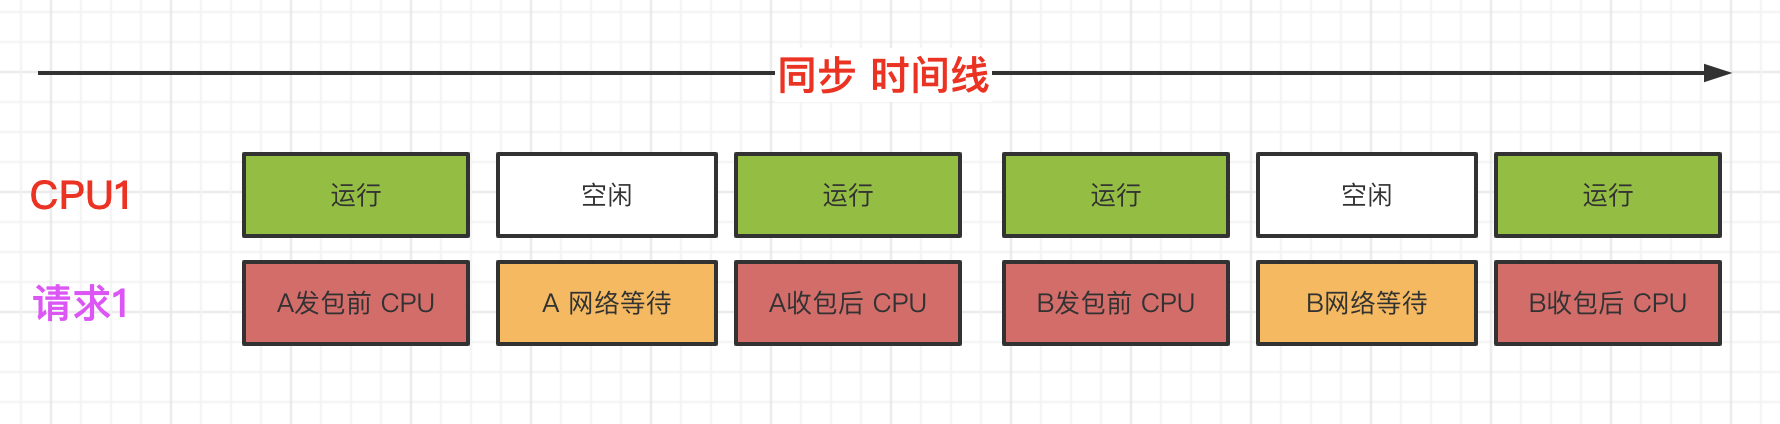 同步 时间线
CPU1 运行 空闲 运行 运行 空闲 运行
请求1 A发包前 CPU A 网络等待 A收包后 CPU B发包前 CPU B网络等待 B收包后 CPU